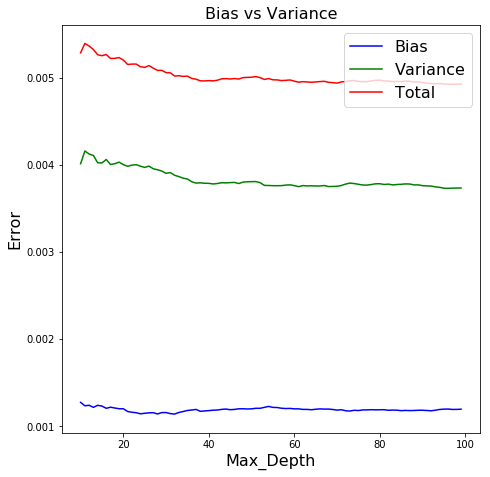 Bias vs Variance
Bias
Variance
Total
Error
0.005
0.004
0.003
0.002
0.001
20 40 60 80 100
Max_Depth